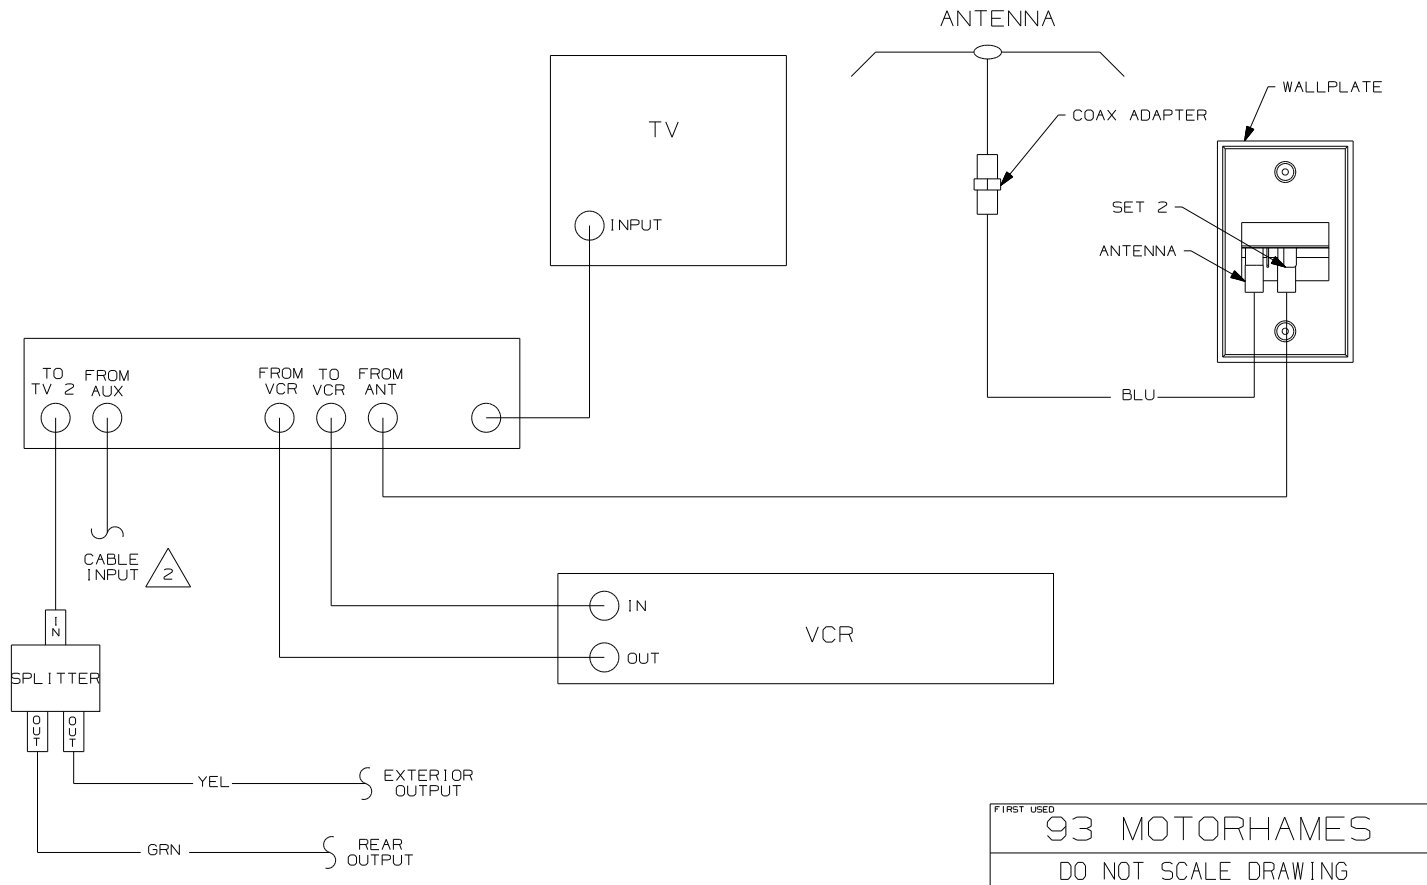 ANTENNA
WALLPLATE
COAX ADAPTER
TV
SET 2
INPUT
ANTENNA
TO
TV 2
FROM
AUX
FROM
VCR
TO
VCR
FROM
ANT
BLU
CABLE
INPUT
2
IN
IN
VCR
OUT
SPLITTER
OUT
OUT
YEL
EXTERIOR
OUTPUT
GRN
REAR
OUTPUT
FIRST USED
93 MOTORHAMES
DO NOT SCALE DRAWING